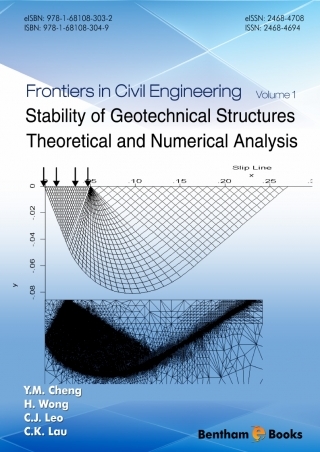 eISBN: 978-1-68108-303-2 eISSN: 2468-4708
ISBN: 978-1-68108-304-9 ISSN: 2468-4694
Frontiers in Civil Engineering Volume 1
Stability of Geotechnical Structures
Theoretical and Numerical Analysis
Slip Line
x
0 .5 .10 .15 .20 .25 .3
-.02
-.04
-.06
-.08
y
Y.M. Cheng
H. Wong
C.J. Leo
C.K. Lau
Bentham e Books